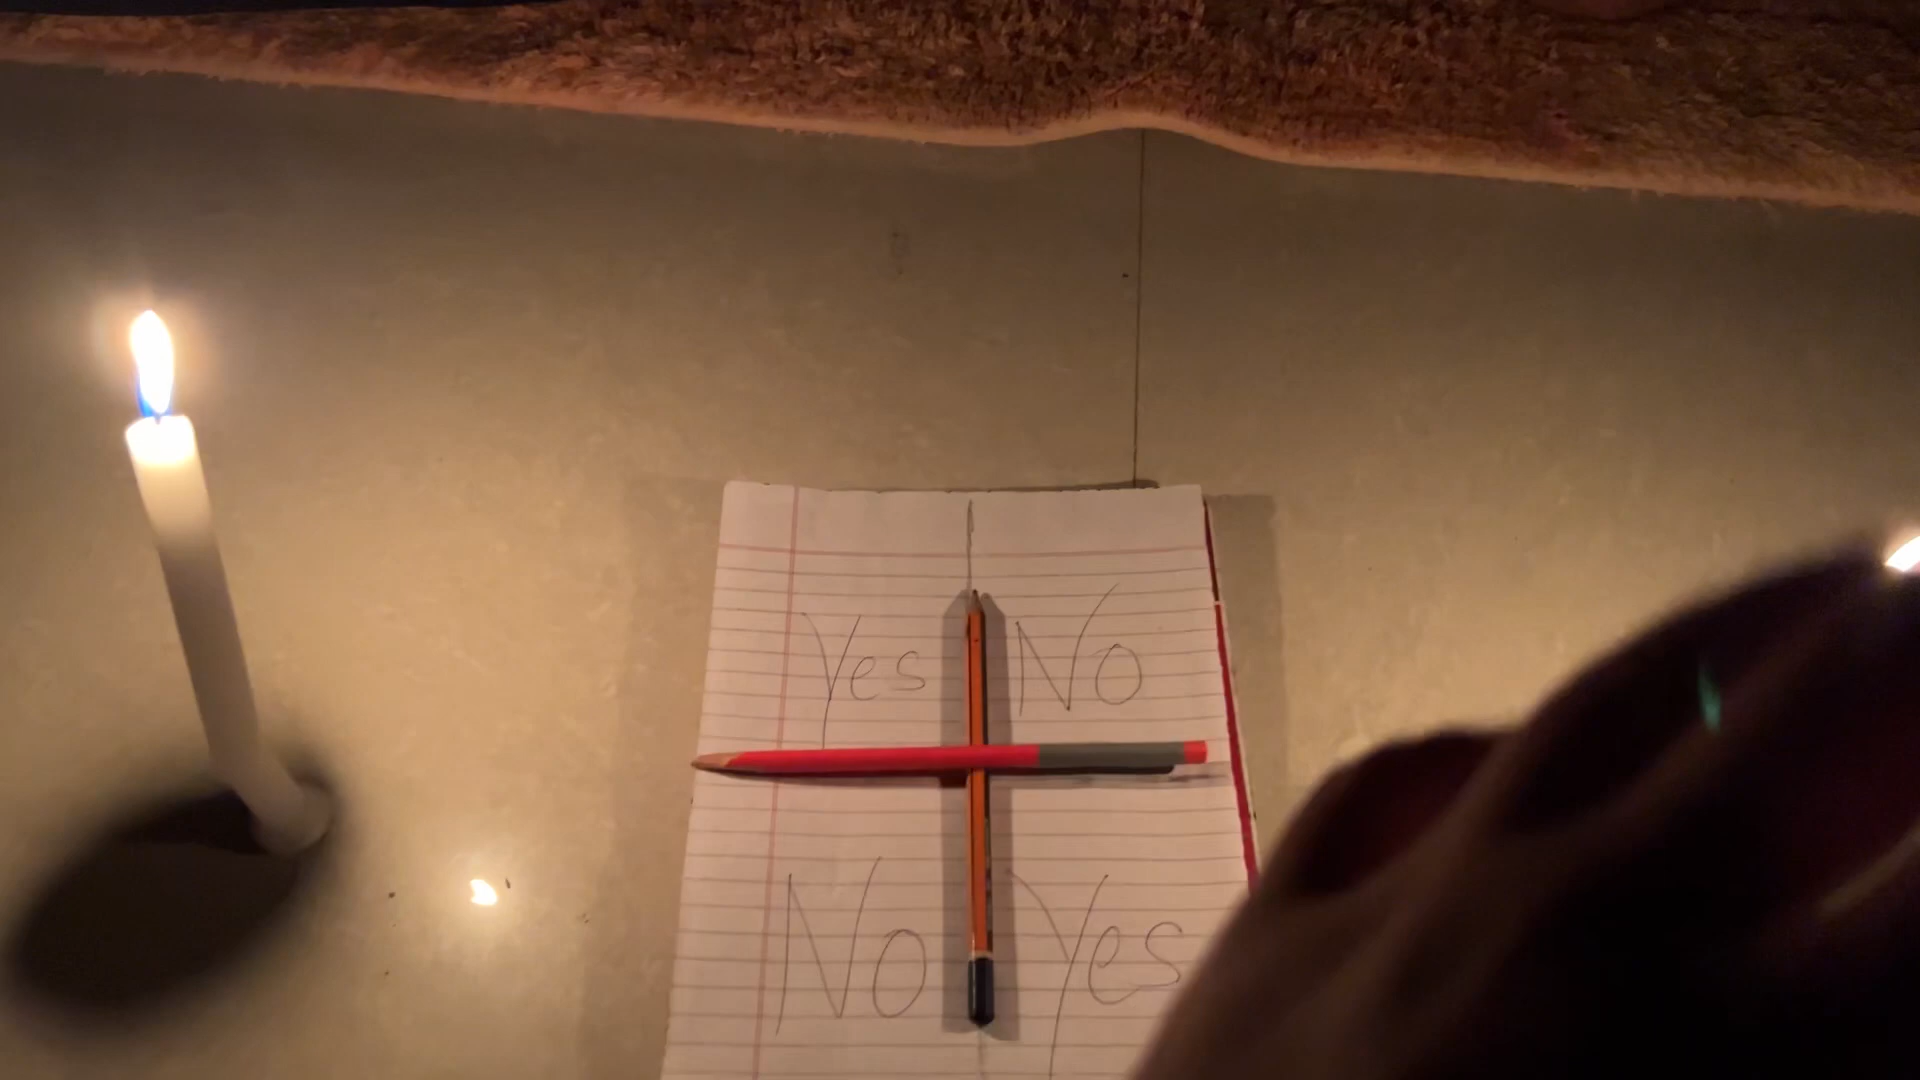 Yes No
No Yes